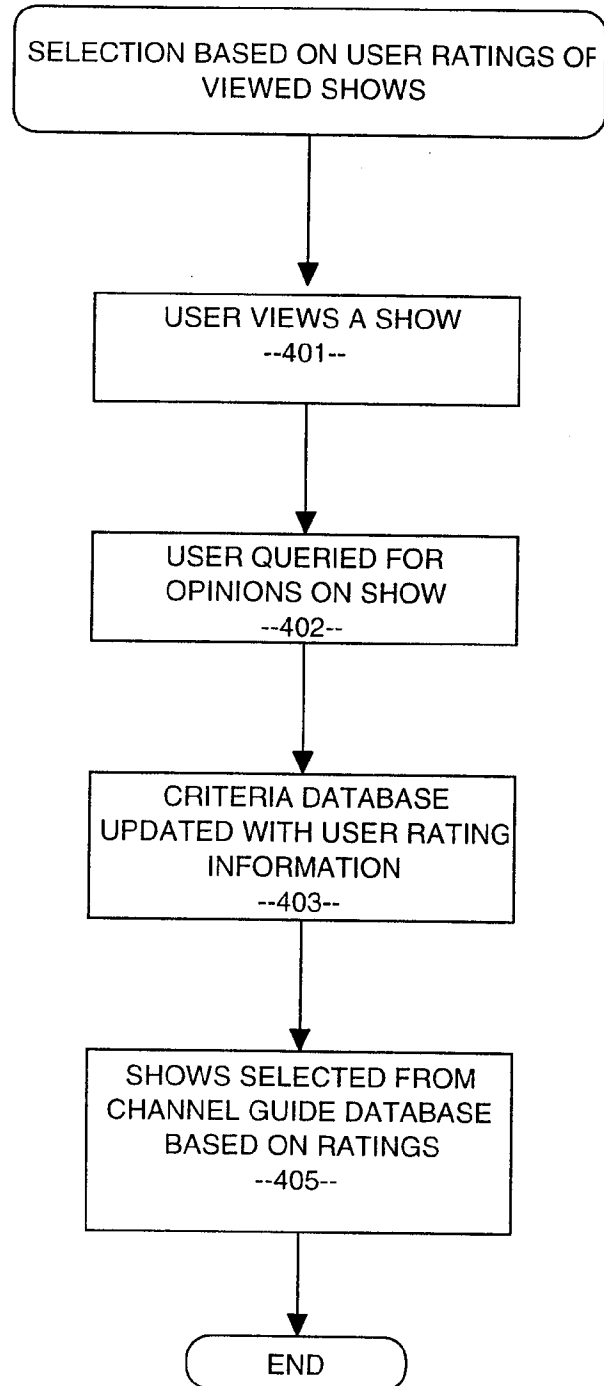 SELECTION BASED ON USER RATINGS OF
VIEWED SHOWS
USER VIEWS A SHOW
--401--
USER QUERIED FOR
OPINIONS ON SHOW
--402--
CRITERIA DATABASE
UPDATED WITH USER RATING
INFORMATION
--403--
SHOWS SELECTED FROM
CHANNEL GUIDE DATABASE
BASED ON RATINGS
--405--
END